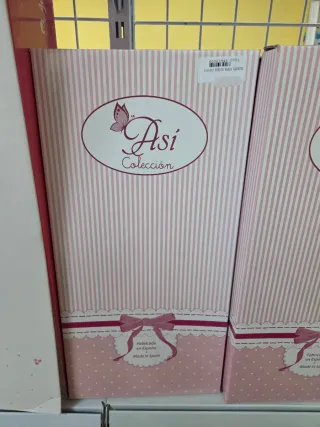 Así
Colección
Fabricado
en España
Made in Spain